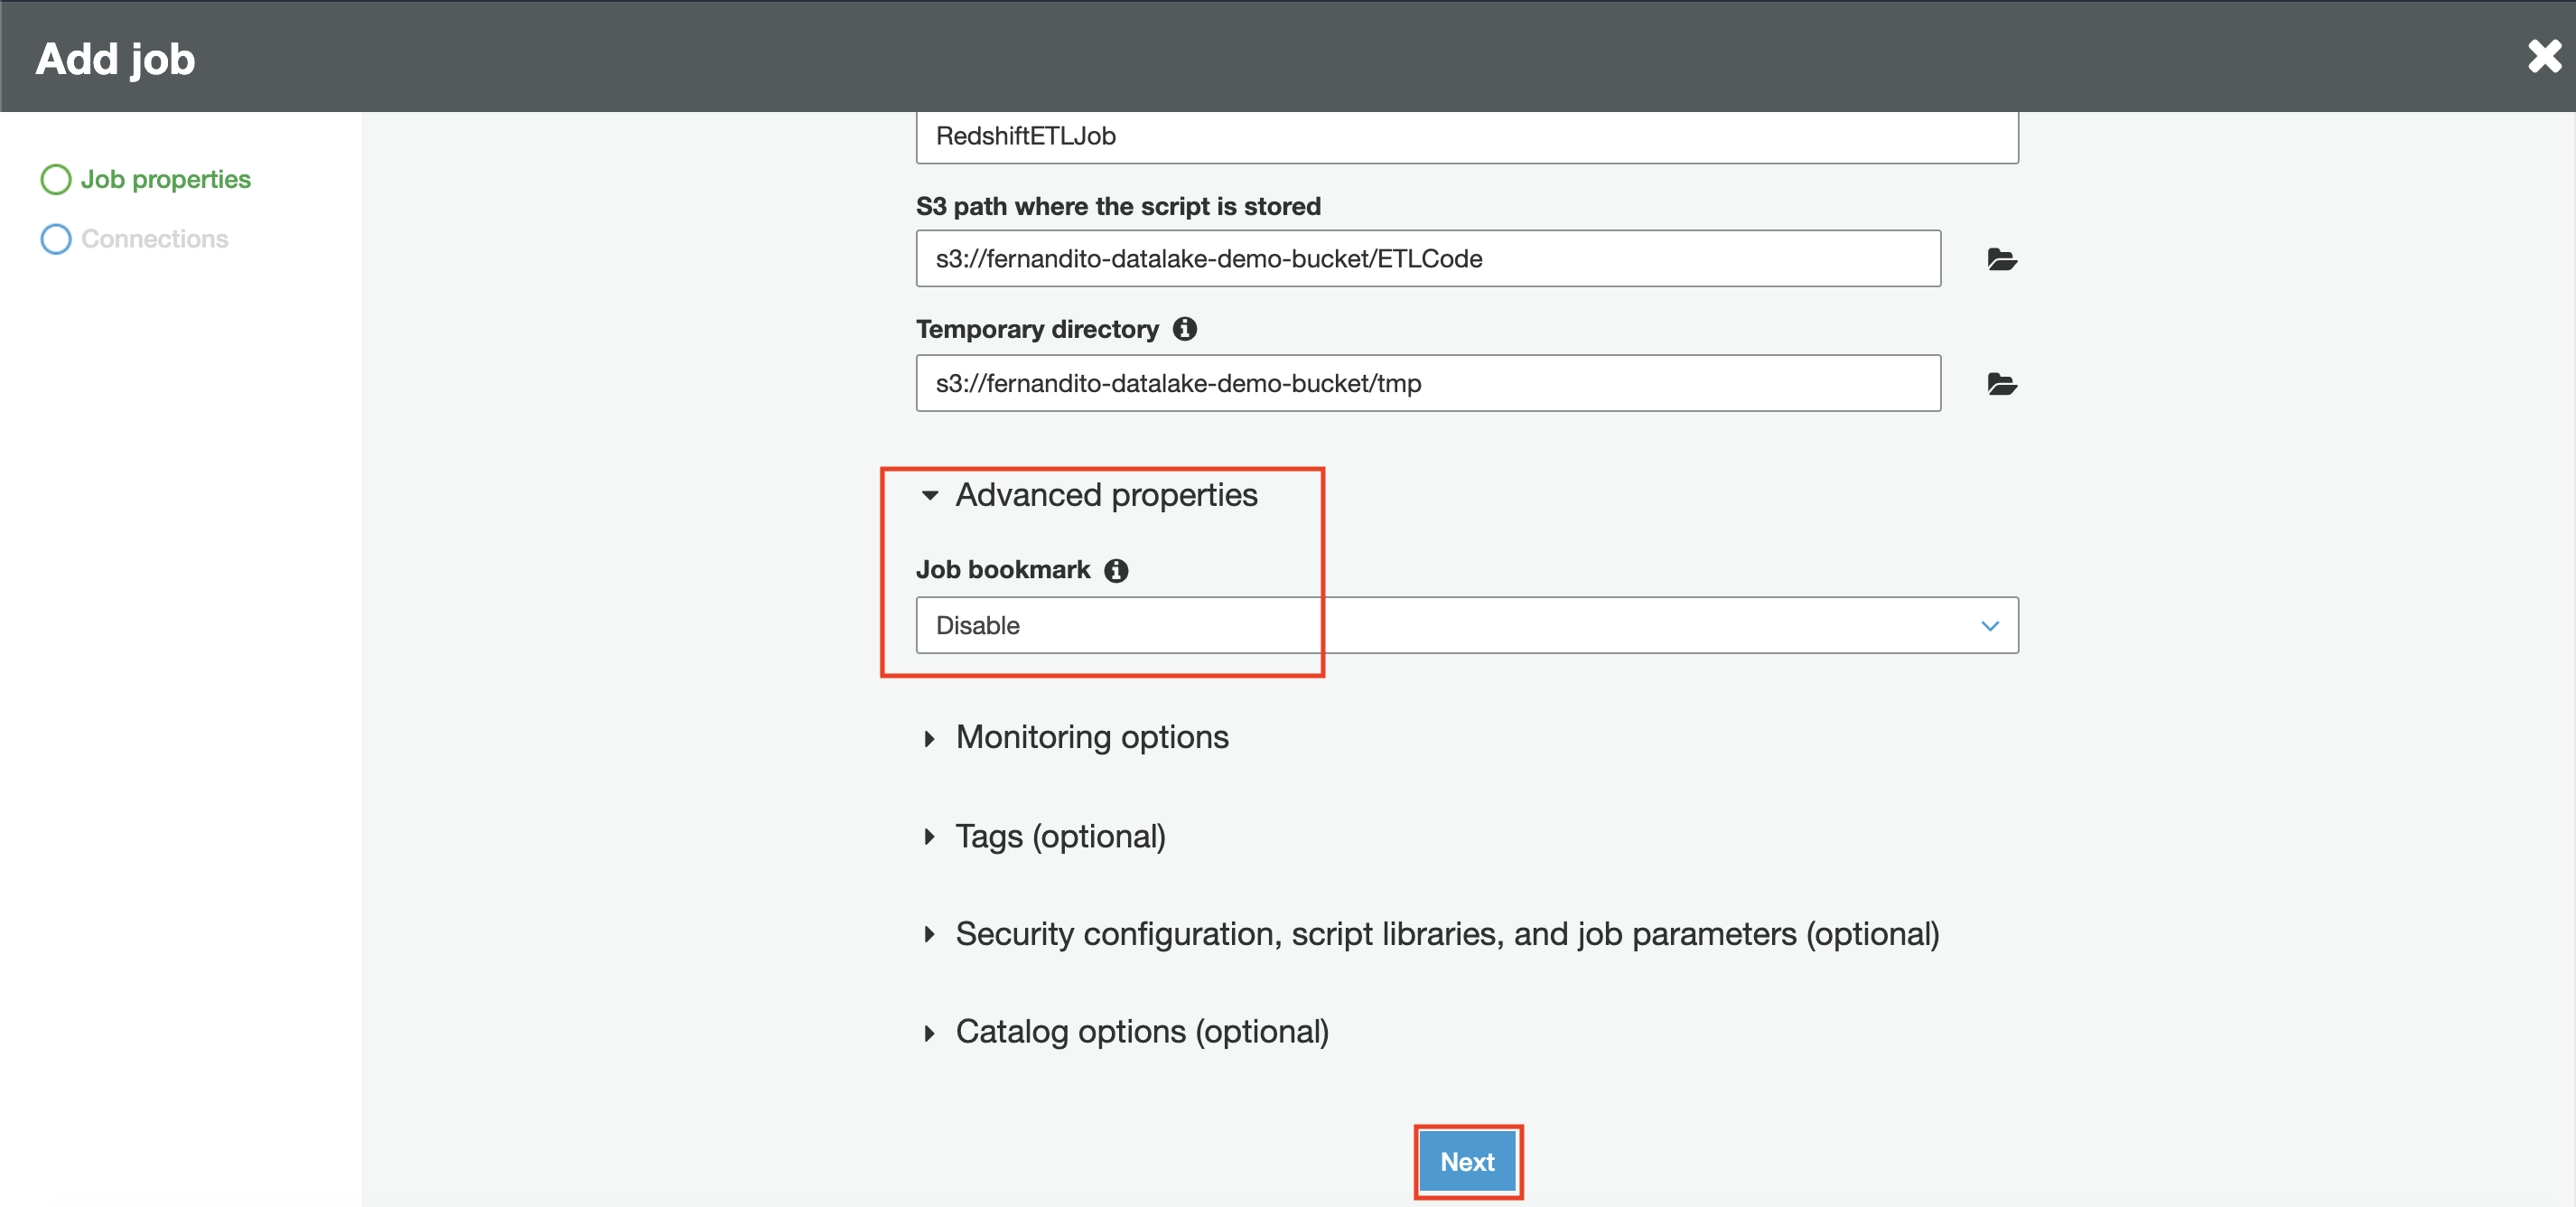 Add job
Job properties
Connections
RedshiftETLJob
S3 path where the script is stored
s3://fernandito-datalake-demo-bucket/ETLCode
Temporary directory
s3://fernandito-datalake-demo-bucket/tmp
Advanced properties
Job bookmark
Disable
Monitoring options
Tags (optional)
Security configuration, script libraries, and job parameters (optional)
Catalog options (optional)
Next